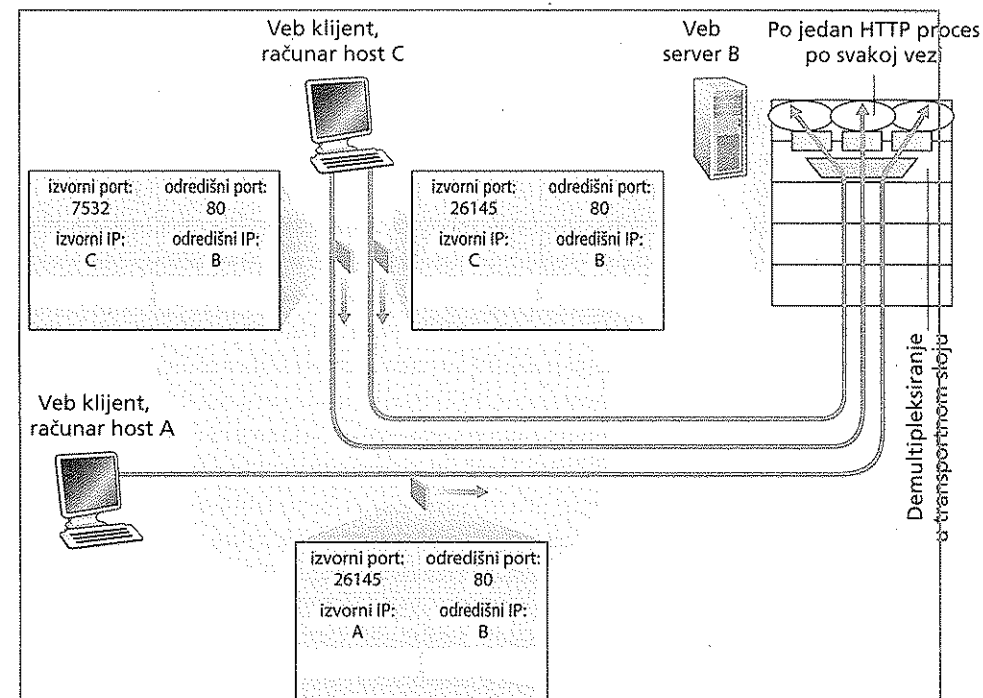 Veb klijent,
računar host C
Veb
server B
Po jedan HTTP proces
po svakoj vezi
izvorni port: odredišni port:
7532 80
izvorni IP: odredišni IP:
C B
izvorni port: odredišni port:
26145 80
izvorni IP: odredišni IP:
C B
Veb klijent,
računar host A
Demultipleksiranje
u transportnom sloju
izvorni port: odredišni port:
26145 80
izvorni IP: odredišni IP:
A B